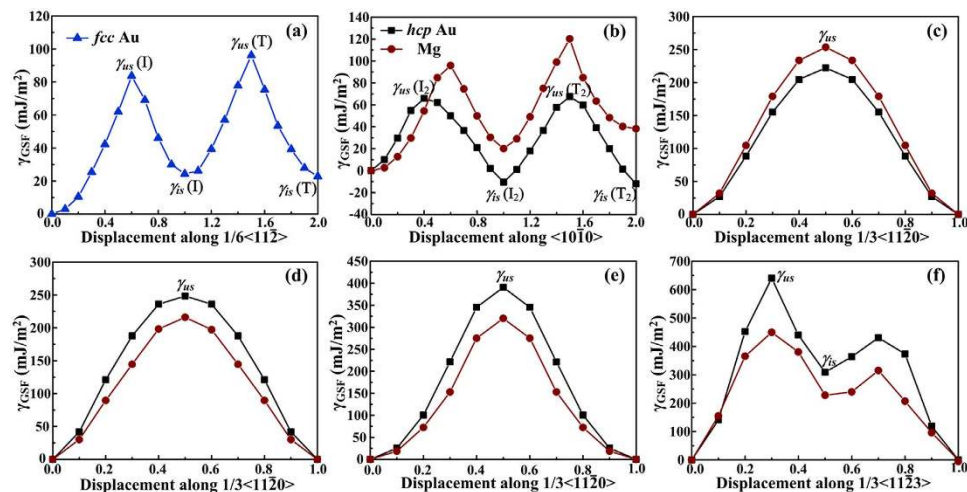 (a)
fcc Au
γus (I)
γus (T)
γis (I)
γis (T)
γGSF (mJ/m²)
120
100
80
60
40
20
0
0.0 0.4 0.8 1.2 1.6 2.0
Displacement along 1/6<112̄>
(b)
hcp Au
Mg
γus (I₂)
γus (T₂)
γis (I₂)
γis (T₂)
γGSF (mJ/m²)
140
120
100
80
60
40
20
0
-20
-40
0.0 0.4 0.8 1.2 1.6 2.0
Displacement along <101̄0>
(c)
γus
γGSF (mJ/m²)
300
250
200
150
100
50
0
0.0 0.2 0.4 0.6 0.8 1.0
Displacement along 1/3<112̄0>
(d)
γus
γGSF (mJ/m²)
300
250
200
150
100
50
0
0.0 0.2 0.4 0.6 0.8 1.0
Displacement along 1/3<112̄0>
(e)
γus
γGSF (mJ/m²)
450
400
350
300
250
200
150
100
50
0
0.0 0.2 0.4 0.6 0.8 1.0
Displacement along 1/3<112̄0>
(f)
γus
γis
γGSF (mJ/m²)
700
600
500
400
300
200
100
0
0.0 0.2 0.4 0.6 0.8 1.0
Displacement along 1/3<112̄3>